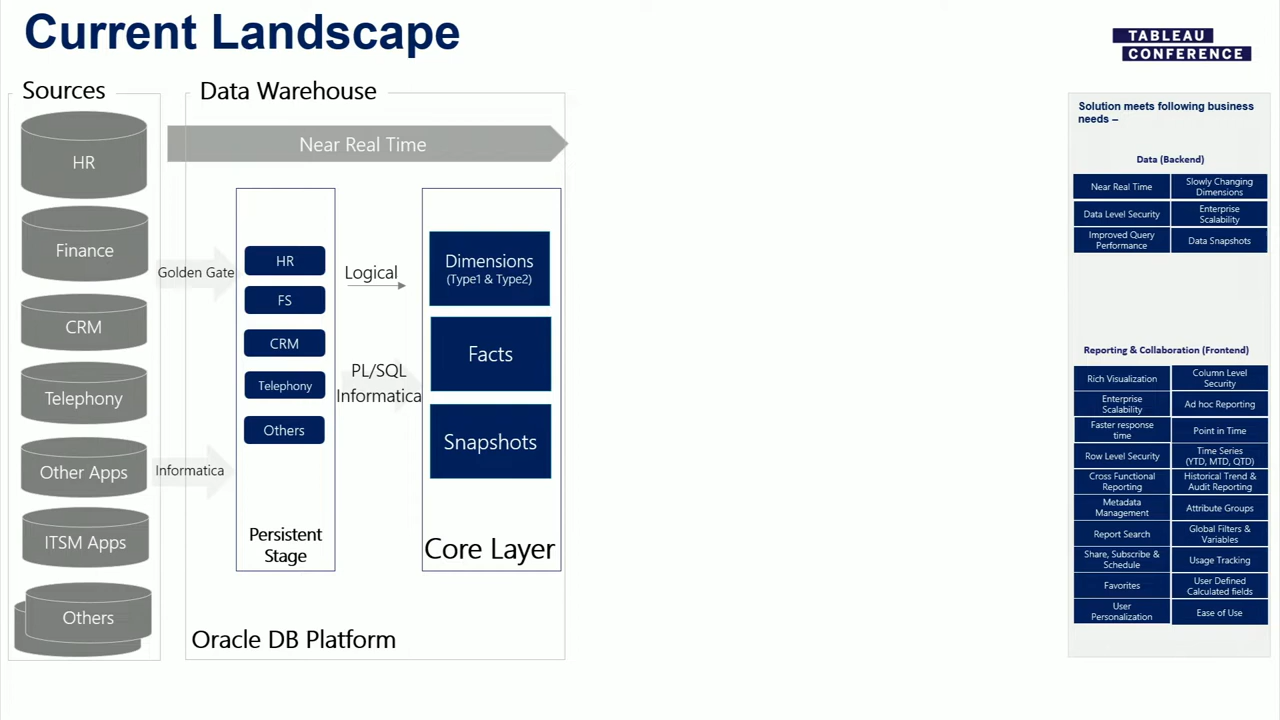 Current Landscape
TABLEAU
CONFERENCE
Sources
HR
Finance
CRM
Telephony
Other Apps
ITSM Apps
Others
Golden Gate
Informatica
Data Warehouse
Near Real Time
HR
FS
CRM
Telephony
Others
Persistent
Stage
Logical
PL/SQL
Informatica
Dimensions
(Type1 & Type2)
Facts
Snapshots
Core Layer
Oracle DB Platform
Solution meets following business
needs –
Data (Backend)
Near Real Time
Slowly Changing
Dimensions
Data Level Security
Enterprise
Scalability
Improved Query
Performance
Data Snapshots
Reporting & Collaboration (Frontend)
Rich Visualization
Column Level
Security
Enterprise
Scalability
Ad hoc Reporting
Faster response
time
Point in Time
Row Level Security
Time Series
(YTD, MTD, QTD)
Cross Functional
Reporting
Historical Trend &
Audit Reporting
Metadata
Management
Attribute Groups
Report Search
Global Filters &
Variables
Share, Subscribe &
Schedule
Usage Tracking
Favorites
User Defined
Calculated fields
User
Personalization
Ease of Use